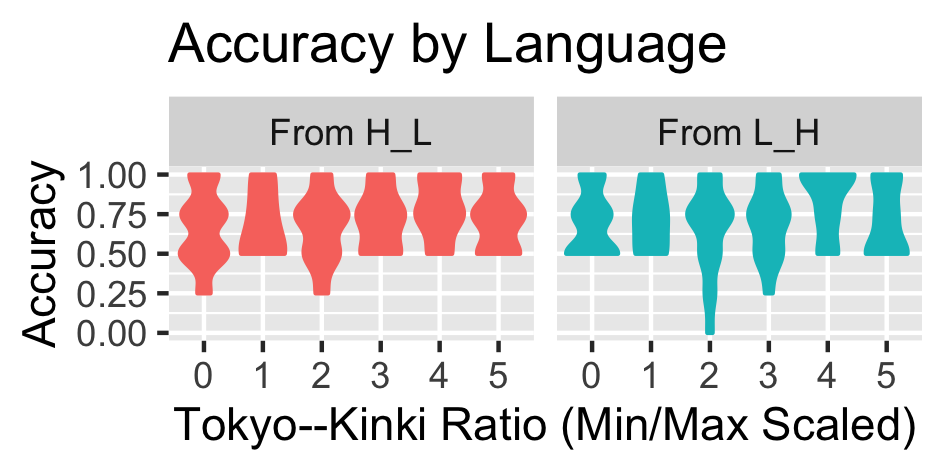 Accuracy by Language
From H_L From L_H
Accuracy
1.00
0.75
0.50
0.25
0.00
0 1 2 3 4 5 0 1 2 3 4 5
Tokyo--Kinki Ratio (Min/Max Scaled)